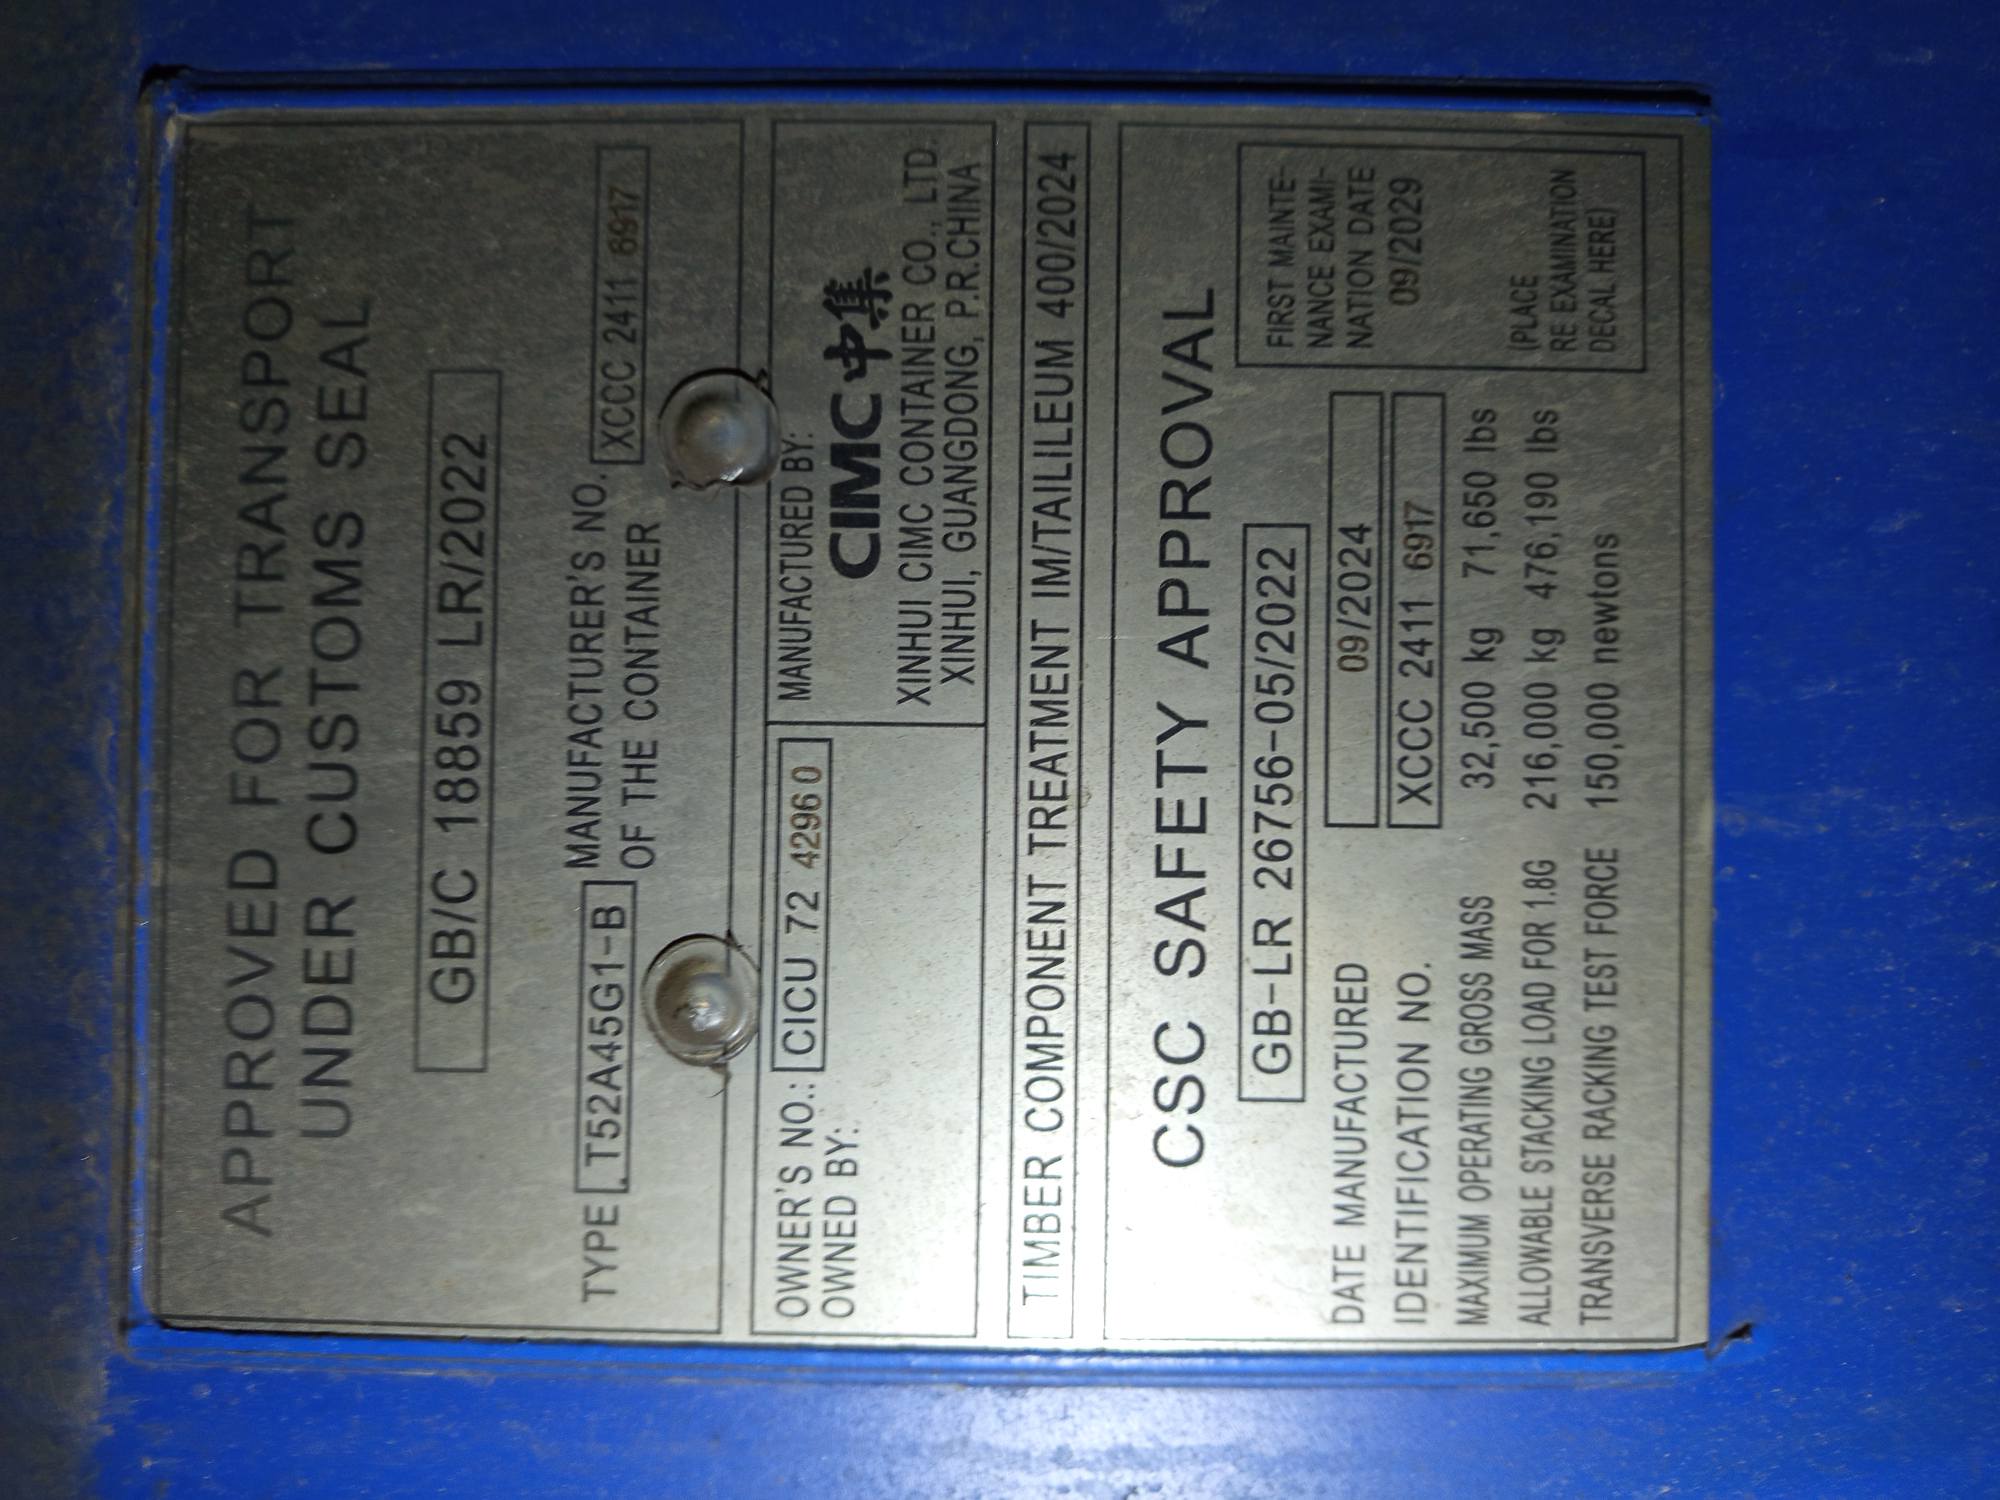 APPROVED FOR TRANSPORT
UNDER CUSTOMS SEAL
GB/C 18859 LR/2022
TYPE T52A45G1-B MANUFACTURER'S NO.
OF THE CONTAINER XCCC 2411 6917
OWNER'S NO.: CICU 72 4296 0
OWNED BY:
MANUFACTURED BY:
CIMC 中集
XINHUI CIMC CONTAINER CO., LTD.
XINHUI, GUANGDONG, P.R.CHINA
TIMBER COMPONENT TREATMENT IM/TAILILEUM 400/2024
CSC SAFETY APPROVAL
GB-LR 26756-05/2022
DATE MANUFACTURED 09/2024
IDENTIFICATION NO. XCCC 2411 6917
MAXIMUM OPERATING GROSS MASS 32,500 kg 71,650 lbs
ALLOWABLE STACKING LOAD FOR 1.8G 216,000 kg 476,190 lbs
TRANSVERSE RACKING TEST FORCE 150,000 newtons
FIRST MAINTE-
NANCE EXAMI-
NATION DATE
09/2029
(PLACE
RE EXAMINATION
DECAL HERE)